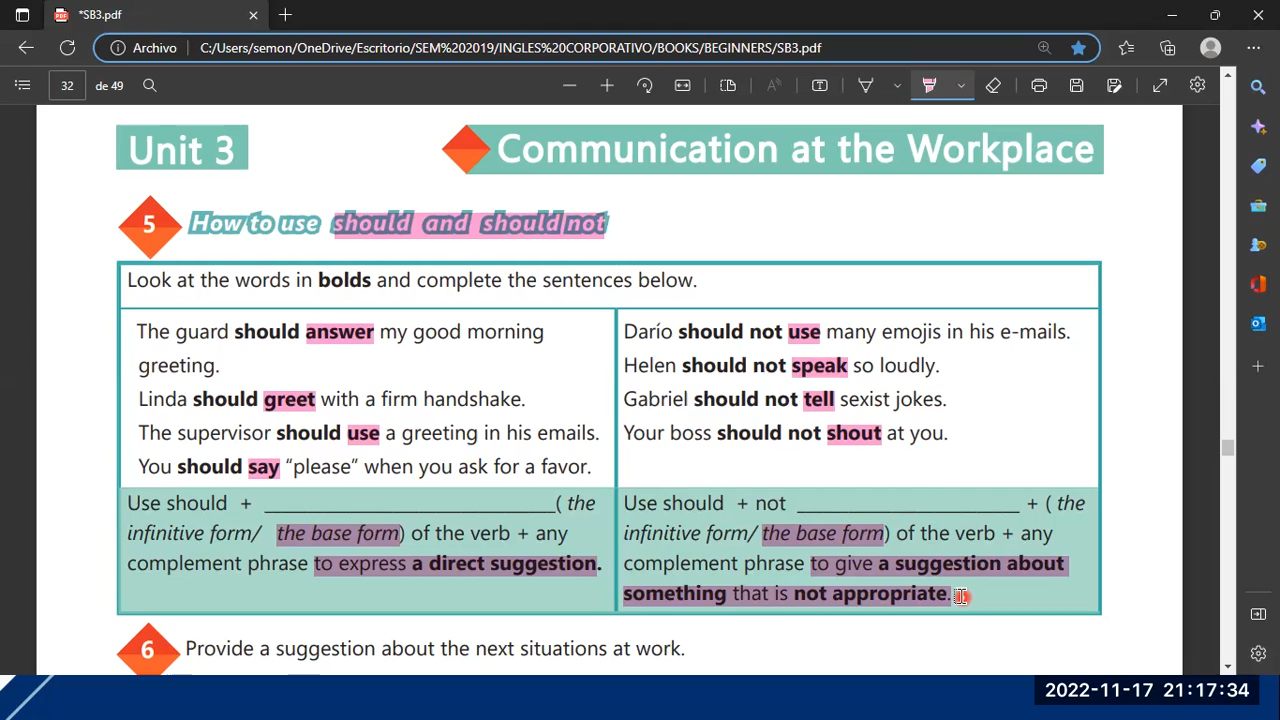 *SB3.pdf
Archivo
C:/Users/semon/OneDrive/Escritorio/SEM%202019/INGLES%20CORPORATIVO/BOOKS/BEGINNERS/SB3.pdf
32 de 49
Unit 3
Communication at the Workplace
5 How to use should and should not
Look at the words in bolds and complete the sentences below.
The guard should answer my good morning
greeting.
Linda should greet with a firm handshake.
The supervisor should use a greeting in his emails.
You should say “please” when you ask for a favor.
Darío should not use many emojis in his e-mails.
Helen should not speak so loudly.
Gabriel should not tell sexist jokes.
Your boss should not shout at you.
Use should + ____________________________( the
infinitive form/ the base form) of the verb + any
complement phrase to express a direct suggestion.
Use should + not _____________________ + ( the
infinitive form/ the base form) of the verb + any
complement phrase to give a suggestion about
something that is not appropriate.
6 Provide a suggestion about the next situations at work.
2022-11-17 21:17:34